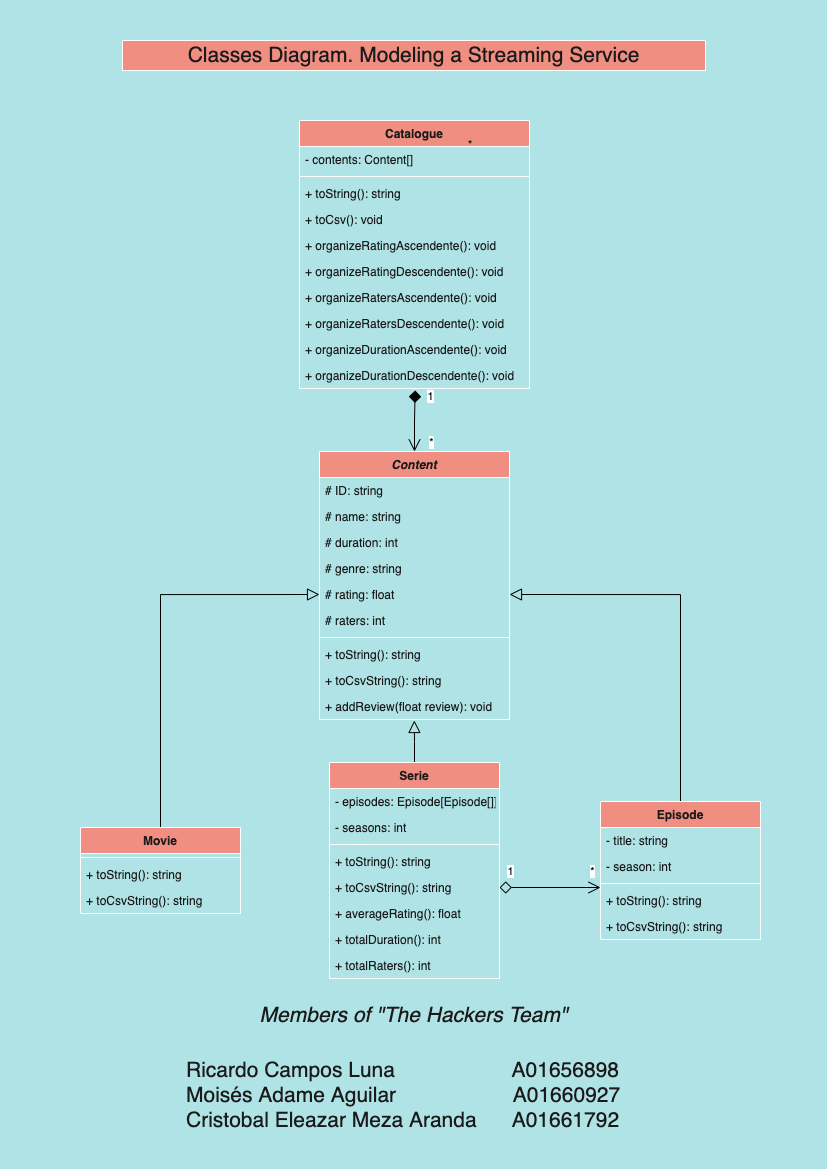 Classes Diagram. Modeling a Streaming Service
Catalogue
*
- contents: Content[]
+ toString(): string
+ toCsv(): void
+ organizeRatingAscendente(): void
+ organizeRatingDescendente(): void
+ organizeRatersAscendente(): void
+ organizeRatersDescendente(): void
+ organizeDurationAscendente(): void
+ organizeDurationDescendente(): void
1
*
Content
# ID: string
# name: string
# duration: int
# genre: string
# rating: float
# raters: int
+ toString(): string
+ toCsvString(): string
+ addReview(float review): void
Serie
- episodes: Episode[Episode[]]
- seasons: int
+ toString(): string
+ toCsvString(): string
+ averageRating(): float
+ totalDuration(): int
+ totalRaters(): int
1
*
Episode
- title: string
- season: int
+ toString(): string
+ toCsvString(): string
Movie
+ toString(): string
+ toCsvString(): string
Members of "The Hackers Team"
Ricardo Campos Luna A01656898
Moisés Adame Aguilar A01660927
Cristobal Eleazar Meza Aranda A01661792